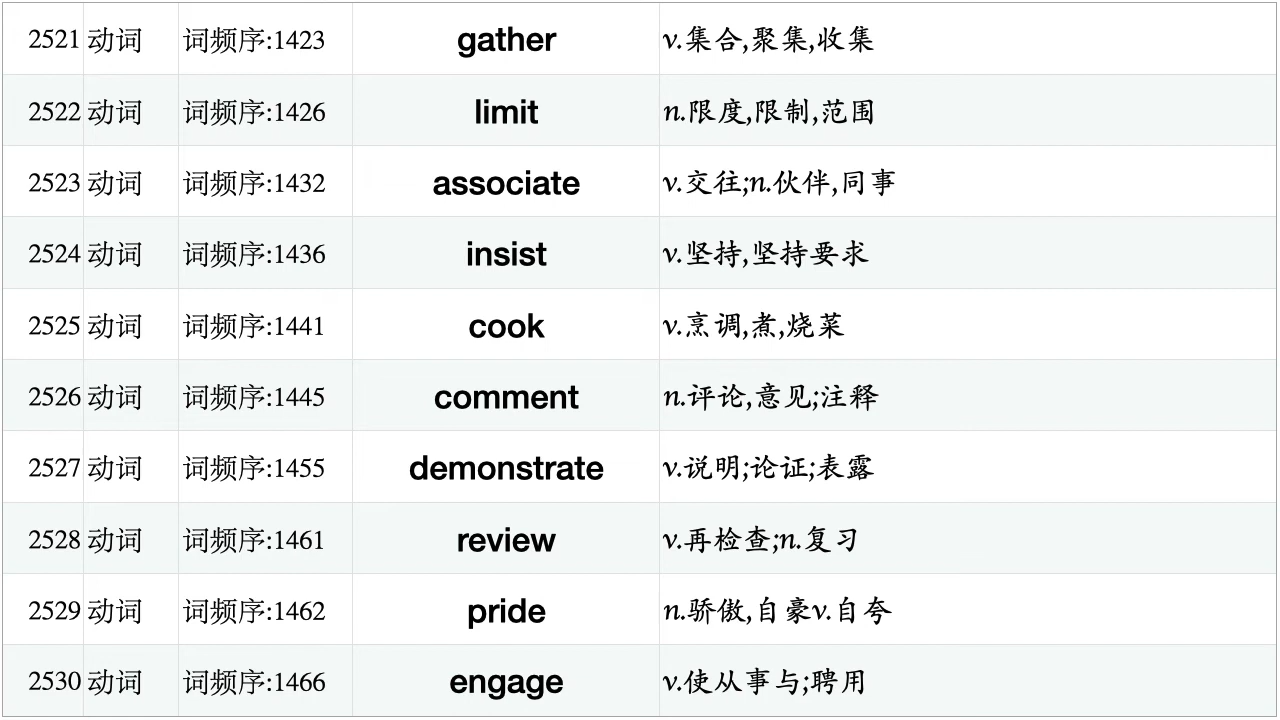 2521 动词 词频序:1423 gather v.集合,聚集,收集
2522 动词 词频序:1426 limit n.限度,限制,范围
2523 动词 词频序:1432 associate v.交往;n.伙伴,同事
2524 动词 词频序:1436 insist v.坚持,坚持要求
2525 动词 词频序:1441 cook v.烹调,煮,烧菜
2526 动词 词频序:1445 comment n.评论,意见;注释
2527 动词 词频序:1455 demonstrate v.说明;论证;表露
2528 动词 词频序:1461 review v.再检查;n.复习
2529 动词 词频序:1462 pride n.骄傲,自豪v.自夸
2530 动词 词频序:1466 engage v.使从事与;聘用